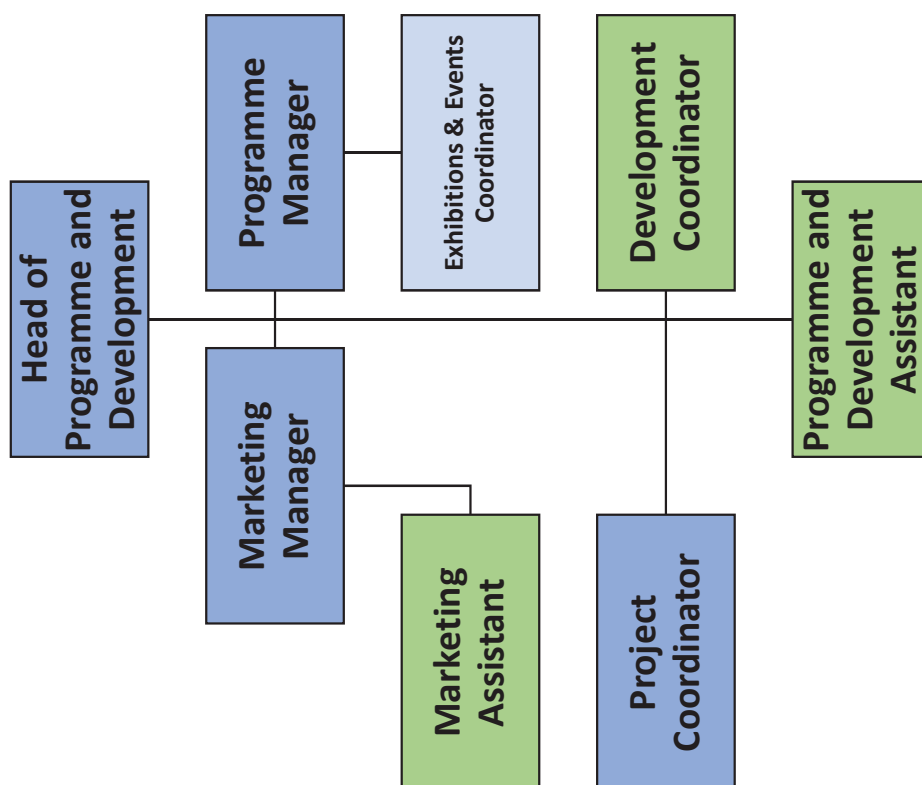 Head of
Programme and
Development
Programme
Manager
Marketing
Manager
Exhibitions & Events
Coordinator
Marketing
Assistant
Development
Coordinator
Project
Coordinator
Programme and
Development
Assistant